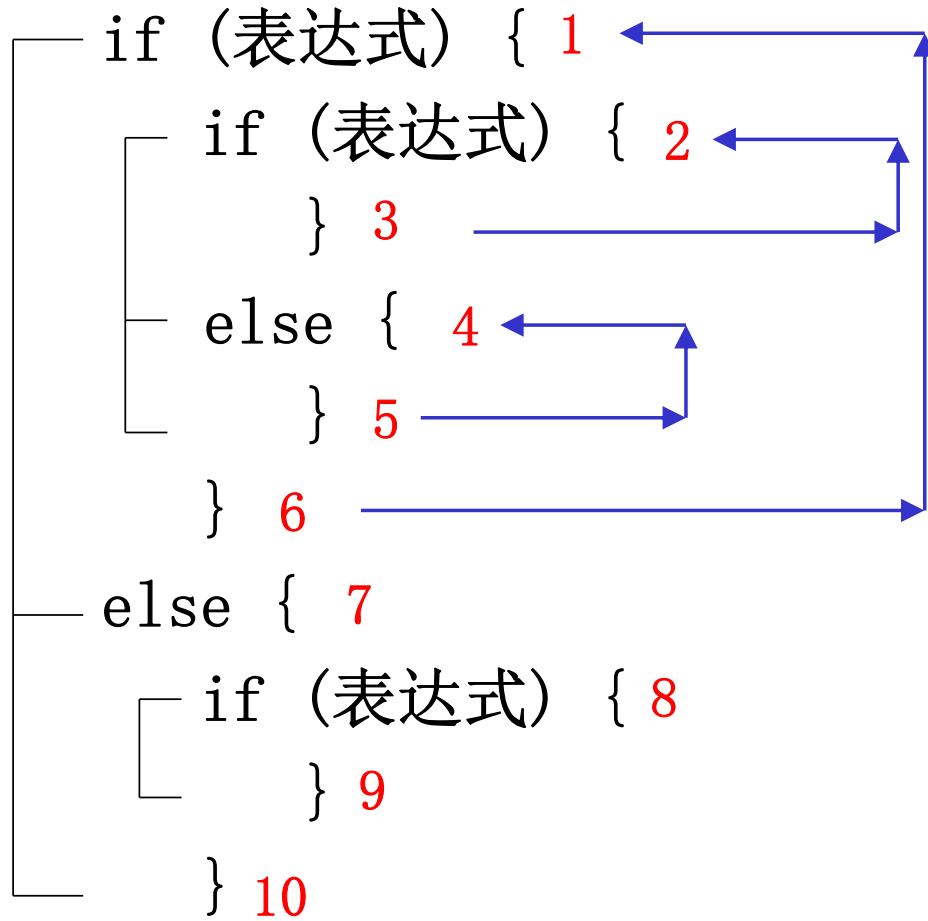 if (表达式) { 1
if (表达式) { 2
} 3
else { 4
} 5
} 6
else { 7
if (表达式) { 8
} 9
} 10